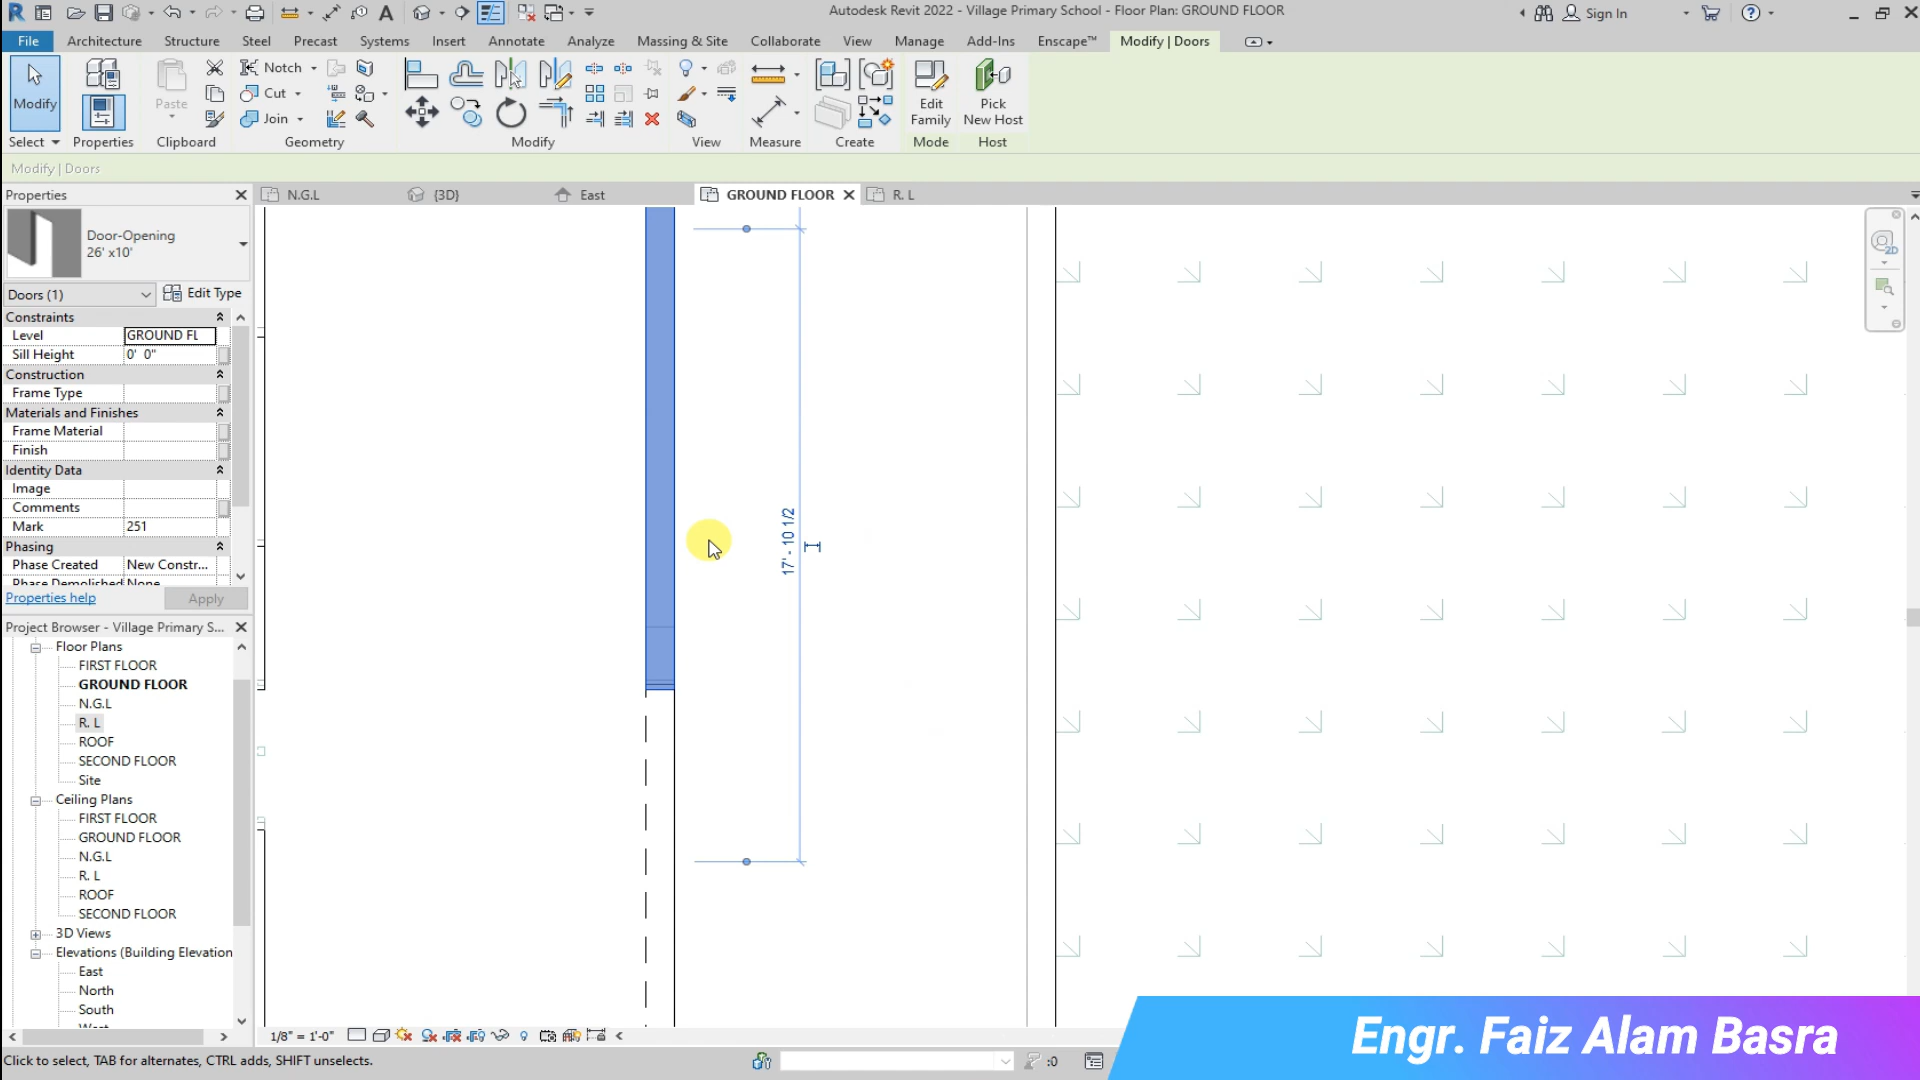 Autodesk Revit 2022 - Village Primary School - Floor Plan: GROUND FLOOR
Sign In
File Architecture Structure Steel Precast Systems Insert Annotate Analyze Massing & Site Collaborate View Manage Add-Ins Enscape™ Modify | Doors
Modify
Paste
Notch
Cut
Join
Edit Family
Pick New Host
Select Properties Clipboard Geometry Modify View Measure Create Mode Host
Modify | Doors
Properties
N.G.L {3D} East GROUND FLOOR R. L
Door-Opening
26' x10'
Doors (1) Edit Type
Constraints
Level GROUND FL
Sill Height 0' 0"
Construction
Frame Type
Materials and Finishes
Frame Material
Finish
Identity Data
Image
Comments
Mark 251
Phasing
Phase Created New Constr...
Phase Demolished None
Properties help Apply
17' - 10 1/2
2D
Project Browser - Village Primary S...
Floor Plans
FIRST FLOOR
GROUND FLOOR
N.G.L
R. L
ROOF
SECOND FLOOR
Site
Ceiling Plans
FIRST FLOOR
GROUND FLOOR
N.G.L
R. L
ROOF
SECOND FLOOR
3D Views
Elevations (Building Elevation
East
North
South
West
1/8" = 1'-0"
Click to select, TAB for alternates, CTRL adds, SHIFT unselects.
:0
Engr. Faiz Alam Basra